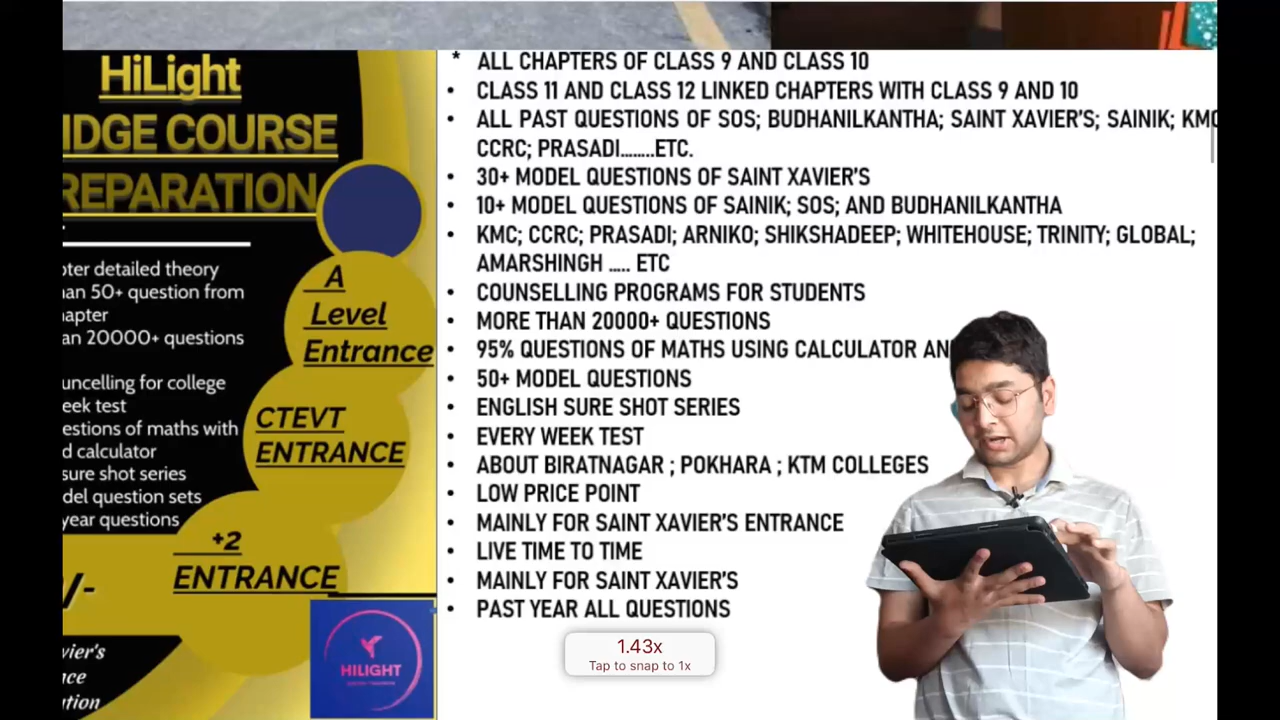 HiLight
IDGE COURSE
REPARATION
pter detailed theory
han 50+ question from
hapter
an 20000+ questions
uncelling for college
eek test
estions of maths with
d calculator
sure shot series
del question sets
year questions
A
Level
Entrance
CTEVT
ENTRANCE
+2
ENTRANCE
/-
vier's
nce
tion
HILIGHT
* ALL CHAPTERS OF CLASS 9 AND CLASS 10
• CLASS 11 AND CLASS 12 LINKED CHAPTERS WITH CLASS 9 AND 10
• ALL PAST QUESTIONS OF SOS; BUDHANILKANTHA; SAINT XAVIER'S; SAINIK; KMC
CCRC; PRASADI........ETC.
• 30+ MODEL QUESTIONS OF SAINT XAVIER'S
• 10+ MODEL QUESTIONS OF SAINIK; SOS; AND BUDHANILKANTHA
• KMC; CCRC; PRASADI; ARNIKO; SHIKSHADEEP; WHITEHOUSE; TRINITY; GLOBAL;
AMARSHINGH ..... ETC
• COUNSELLING PROGRAMS FOR STUDENTS
• MORE THAN 20000+ QUESTIONS
• 95% QUESTIONS OF MATHS USING CALCULATOR AN
• 50+ MODEL QUESTIONS
• ENGLISH SURE SHOT SERIES
• EVERY WEEK TEST
• ABOUT BIRATNAGAR ; POKHARA ; KTM COLLEGES
• LOW PRICE POINT
• MAINLY FOR SAINT XAVIER'S ENTRANCE
• LIVE TIME TO TIME
• MAINLY FOR SAINT XAVIER'S
• PAST YEAR ALL QUESTIONS
1.43x
Tap to snap to 1x